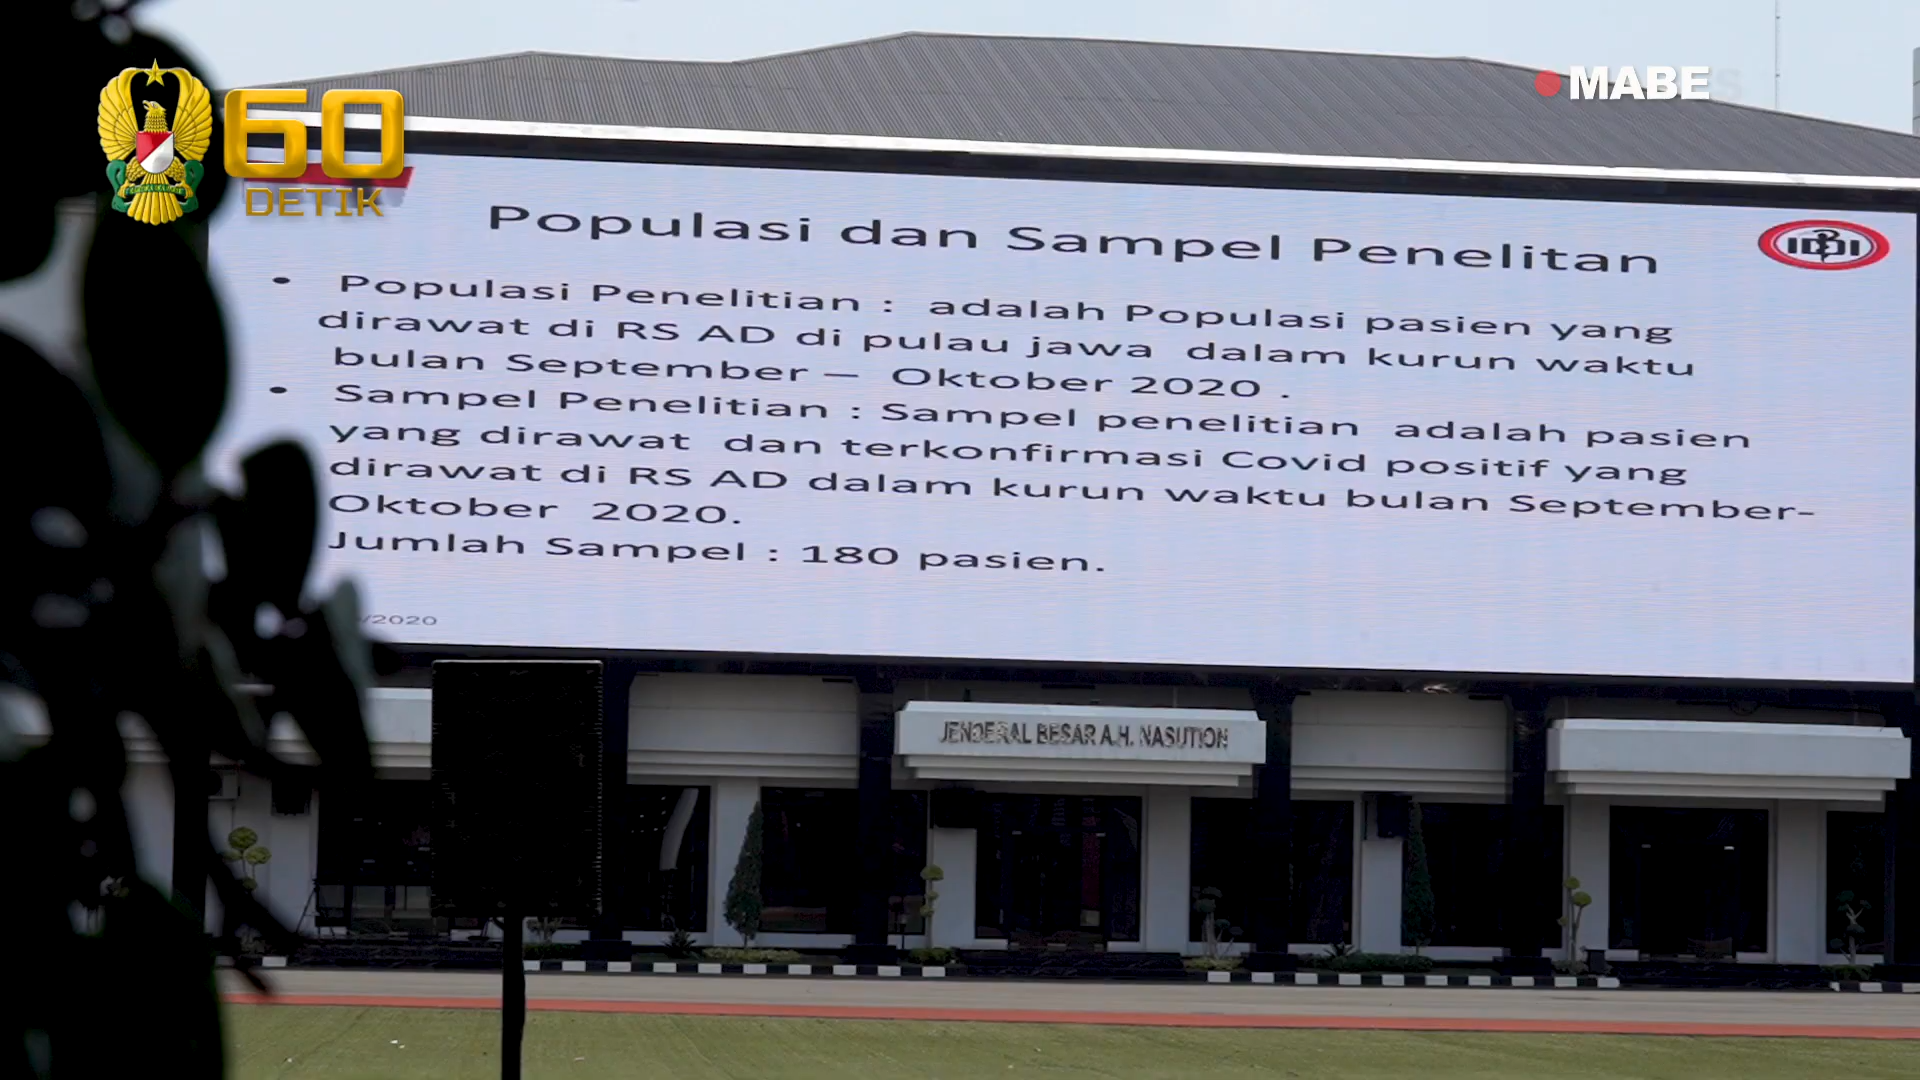 60
DETIK
MABE
Populasi dan Sampel Penelitan
IDI
• Populasi Penelitian : adalah Populasi pasien yang
dirawat di RS AD di pulau jawa dalam kurun waktu
bulan September – Oktober 2020 .
• Sampel Penelitian : Sampel penelitian adalah pasien
yang dirawat dan terkonfirmasi Covid positif yang
dirawat di RS AD dalam kurun waktu bulan September-
Oktober 2020.
Jumlah Sampel : 180 pasien.
/2020
JENDERAL BESAR A.H. NASUTION